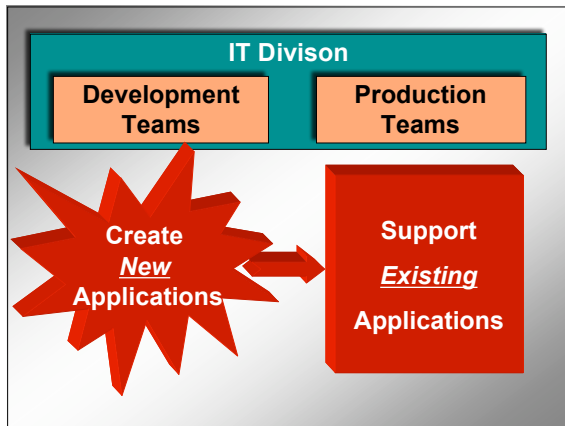 IT Divison
Development
Teams
Production
Teams
Create
New
Applications
Support
Existing
Applications